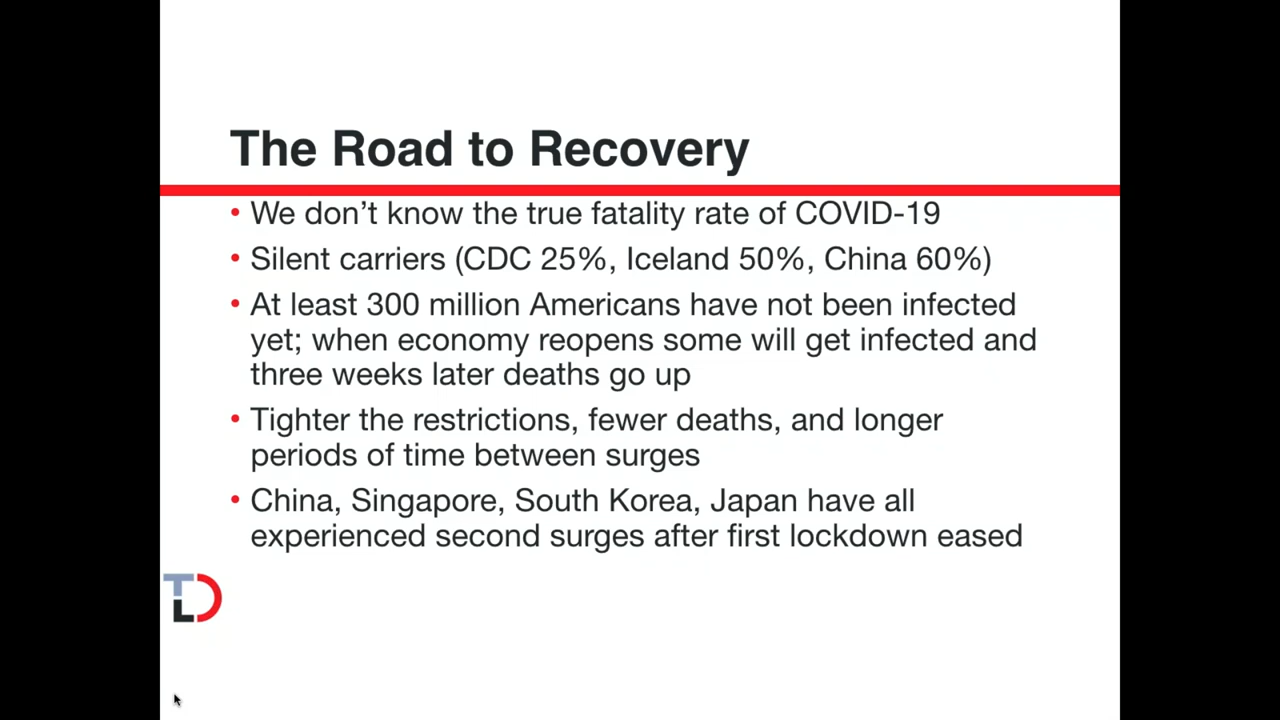 The Road to Recovery
• We don’t know the true fatality rate of COVID-19
• Silent carriers (CDC 25%, Iceland 50%, China 60%)
• At least 300 million Americans have not been infected
yet; when economy reopens some will get infected and
three weeks later deaths go up
• Tighter the restrictions, fewer deaths, and longer
periods of time between surges
• China, Singapore, South Korea, Japan have all
experienced second surges after first lockdown eased
TLD